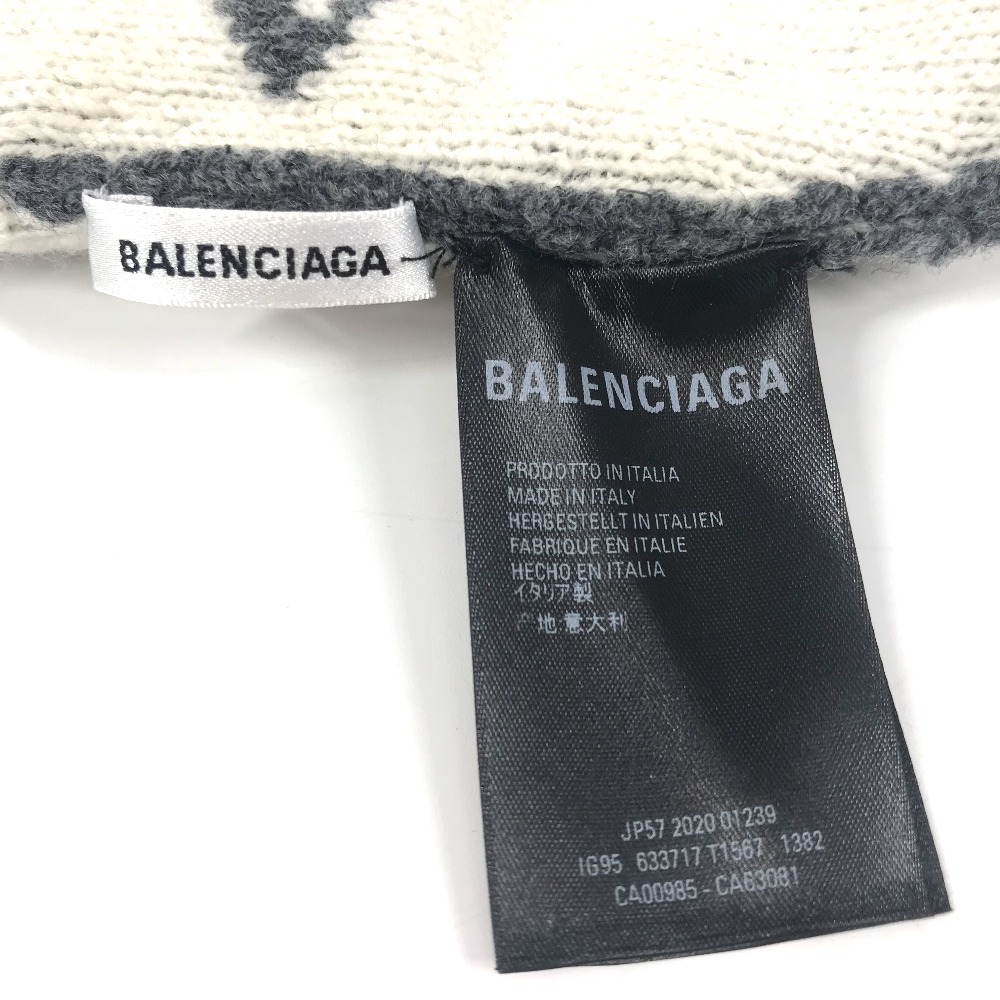 BALENCIAGA
BALENCIAGA
PRODOTTO IN ITALIA
MADE IN ITALY
HERGESTELLT IN ITALIEN
FABRIQUE EN ITALIE
HECHO EN ITALIA
イタリア製
产地 意大利
JP57 2020 01239
IG95 633717 T1567 1382
CA00985 - CA63081